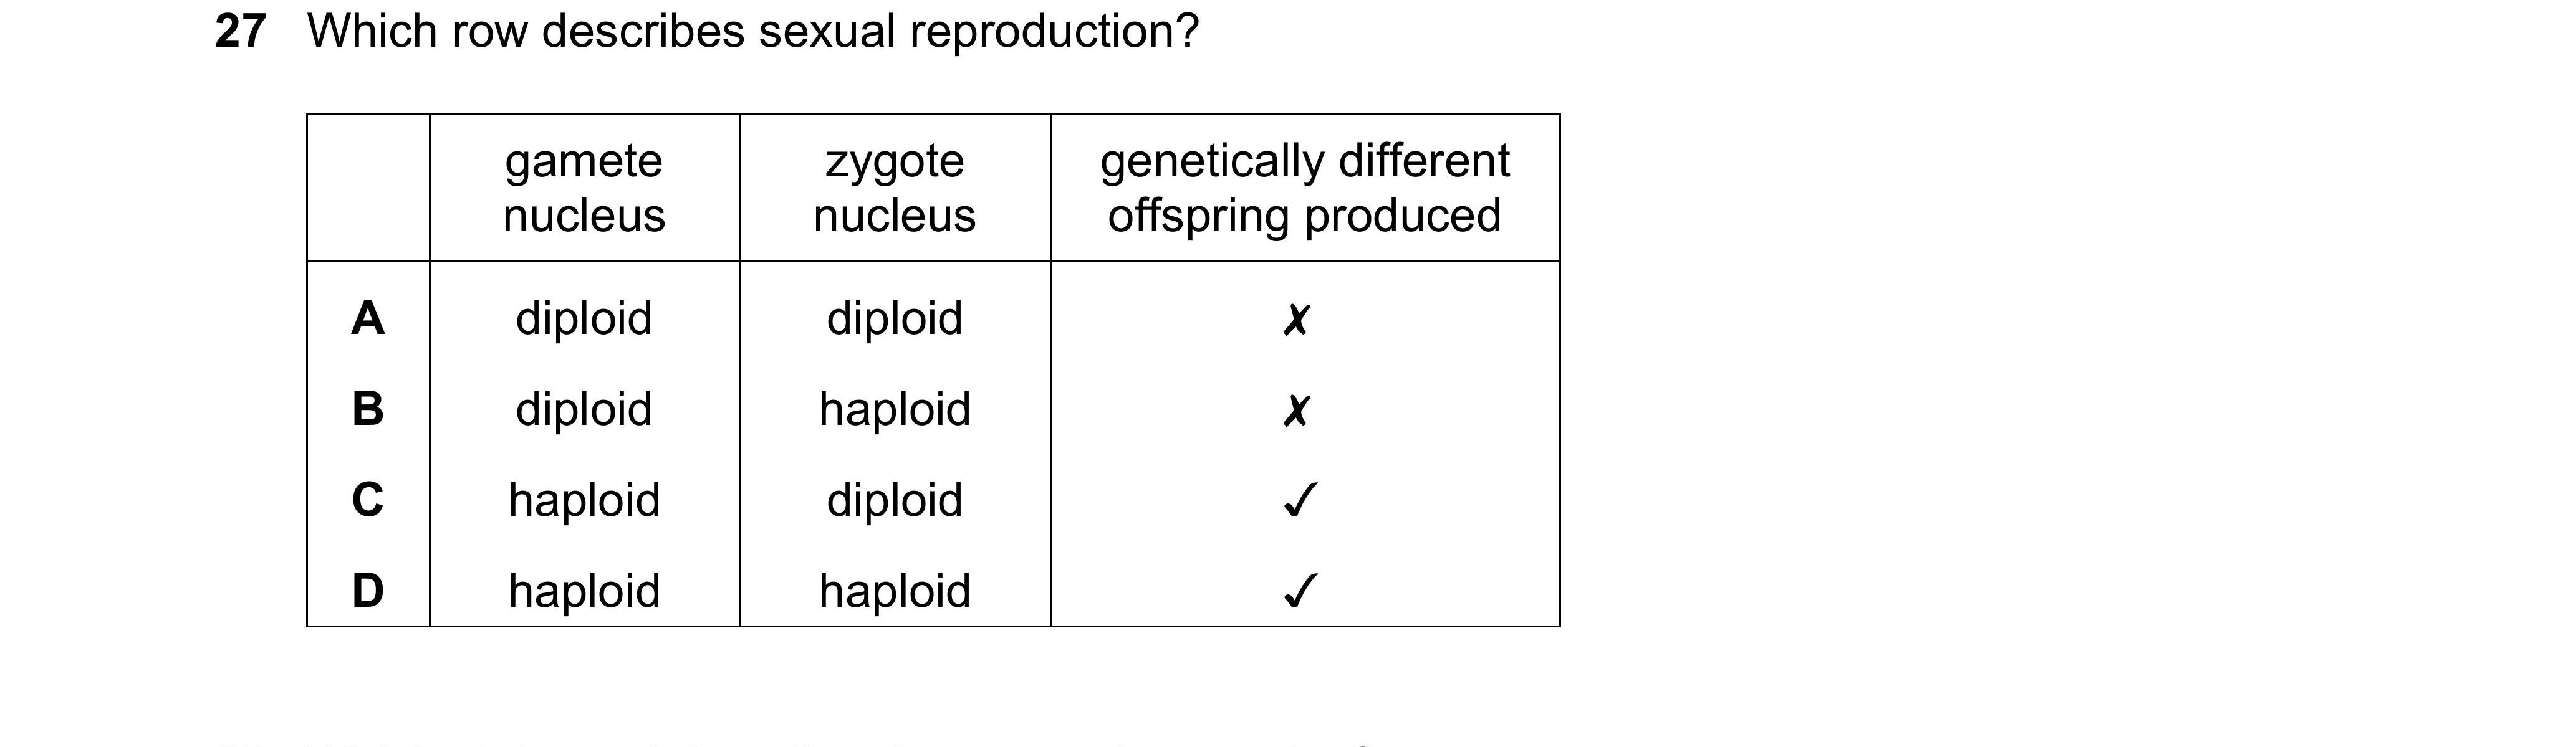 27 Which row describes sexual reproduction?
gamete nucleus zygote nucleus genetically different offspring produced
A diploid diploid ✗
B diploid haploid ✗
C haploid diploid ✓
D haploid haploid ✓